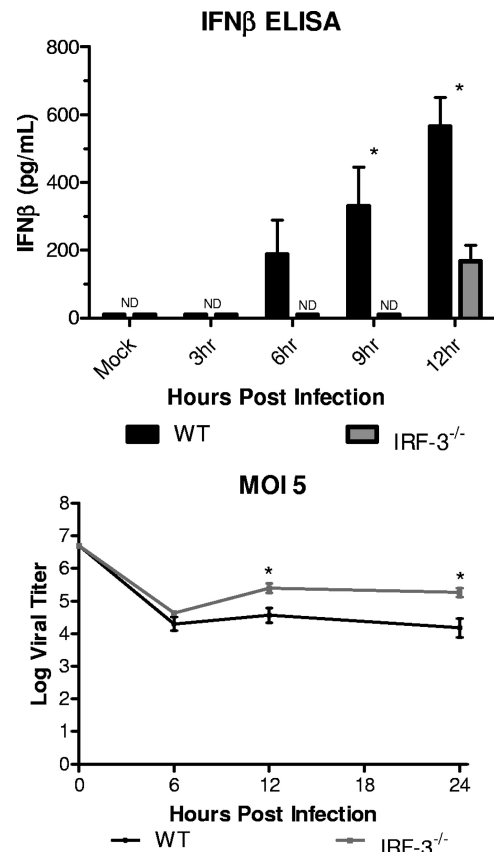 IFNβ ELISA
800
600
400
200
0
IFNβ (pg/mL)
ND ND ND ND
* *
Mock 3hr 6hr 9hr 12hr
Hours Post Infection
WT IRF-3-/-
MOI 5
8
7
6
5
4
3
2
1
0
Log Viral Titer
* *
0 6 12 18 24
Hours Post Infection
WT IRF-3-/-